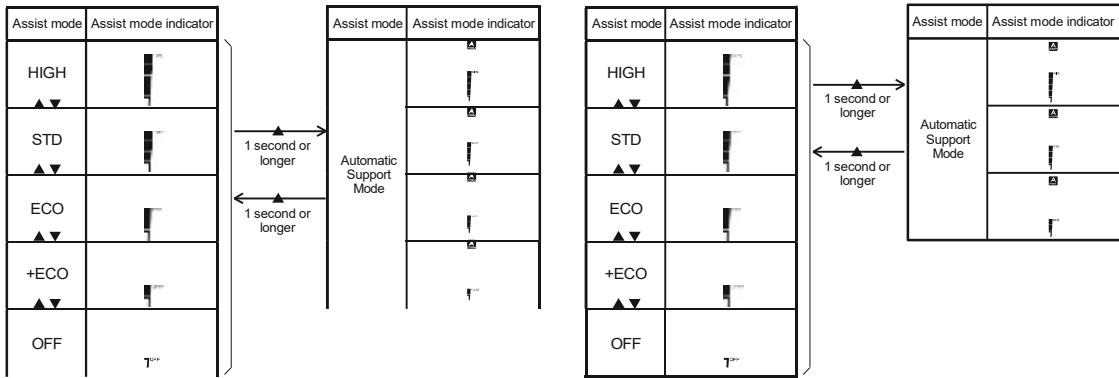 Assist mode Assist mode indicator
HIGH
STD
ECO
+ECO
OFF
OFF
1 second or
longer
1 second or
longer
Assist mode Assist mode indicator
Automatic
Support
Mode
A
A
A
A
Assist mode Assist mode indicator
HIGH
STD
ECO
+ECO
OFF
OFF
1 second or
longer
1 second or
longer
Assist mode Assist mode indicator
Automatic
Support
Mode
A
A
A